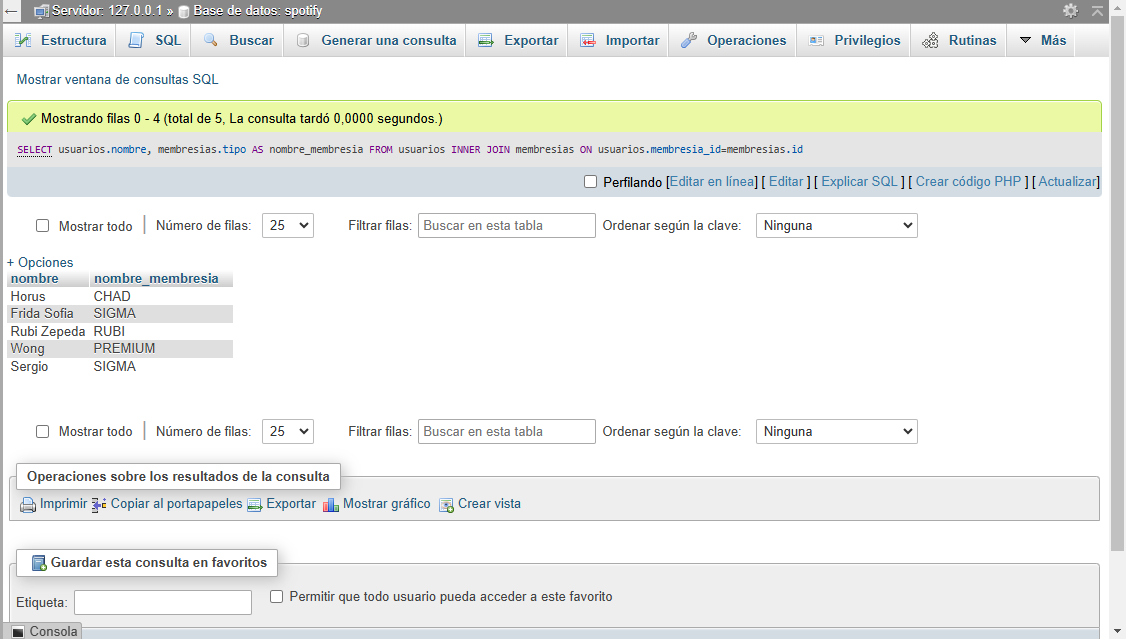 Servidor: 127.0.0.1 » Base de datos: spotify
Estructura SQL Buscar Generar una consulta Exportar Importar Operaciones Privilegios Rutinas Más
Mostrar ventana de consultas SQL
Mostrando filas 0 - 4 (total de 5, La consulta tardó 0,0000 segundos.)
SELECT usuarios.nombre, membresias.tipo AS nombre_membresia FROM usuarios INNER JOIN membresias ON usuarios.membresia_id=membresias.id
Perfilando [Editar en línea] [ Editar ] [ Explicar SQL ] [ Crear código PHP ] [ Actualizar]
Mostrar todo | Número de filas: 25 Filtrar filas: Buscar en esta tabla Ordenar según la clave: Ninguna
+ Opciones
nombre nombre_membresia
Horus CHAD
Frida Sofia SIGMA
Rubi Zepeda RUBI
Wong PREMIUM
Sergio SIGMA
Mostrar todo | Número de filas: 25 Filtrar filas: Buscar en esta tabla Ordenar según la clave: Ninguna
Operaciones sobre los resultados de la consulta
Imprimir Copiar al portapapeles Exportar Mostrar gráfico Crear vista
Guardar esta consulta en favoritos
Etiqueta: Permitir que todo usuario pueda acceder a este favorito
Consola